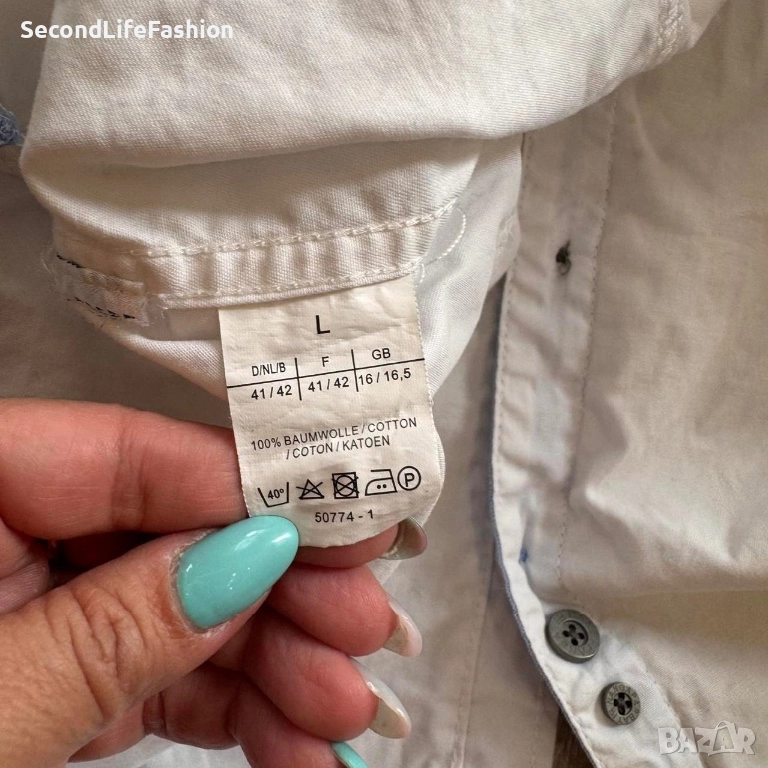 SecondLifeFashion
L
D/NL/B F GB
41 / 42 41 / 42 16 / 16,5
100% BAUMWOLLE / COTTON
/ COTON / KATOEN
40° P
50774 - 1
BAZAR